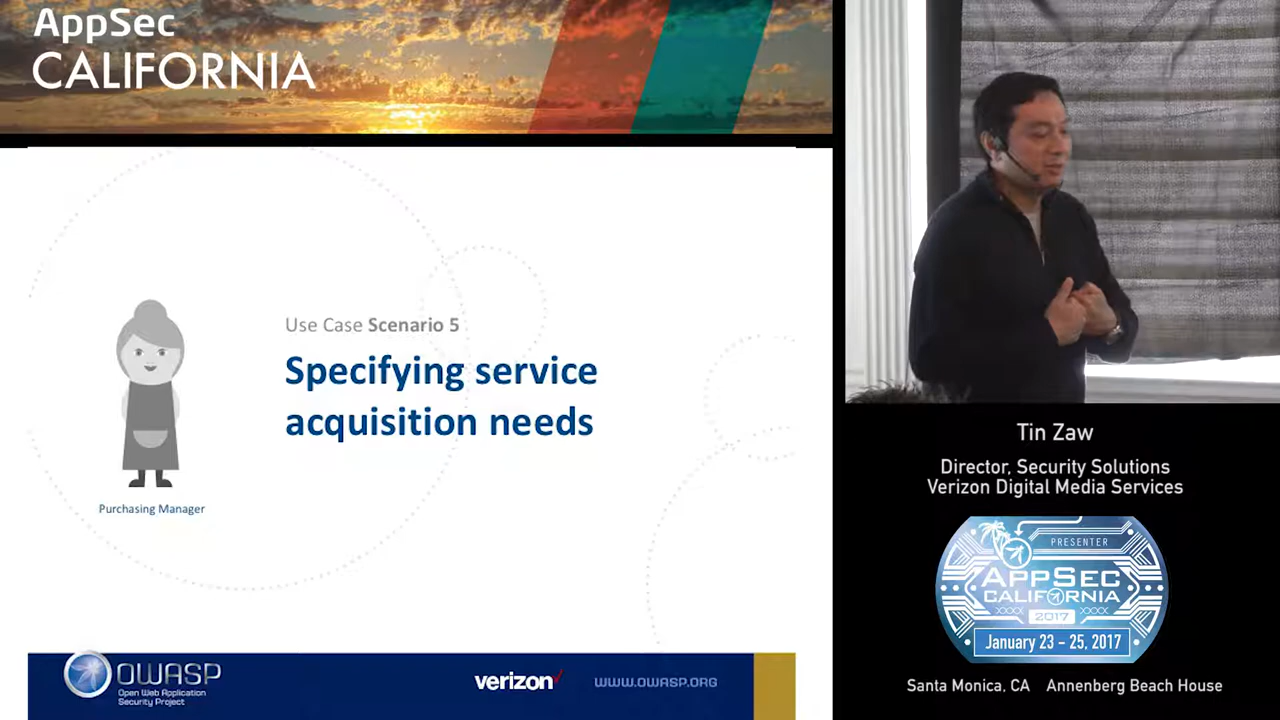 AppSec
CALIFORNIA
Use Case Scenario 5
Specifying service
acquisition needs
Purchasing Manager
OWASP
Open Web Application
Security Project
verizon
WWW.OWASP.ORG
Tin Zaw
Director, Security Solutions
Verizon Digital Media Services
PRESENTER
APPSEC
CALIFORNIA
2017
January 23 - 25, 2017
Santa Monica, CA Annenberg Beach House